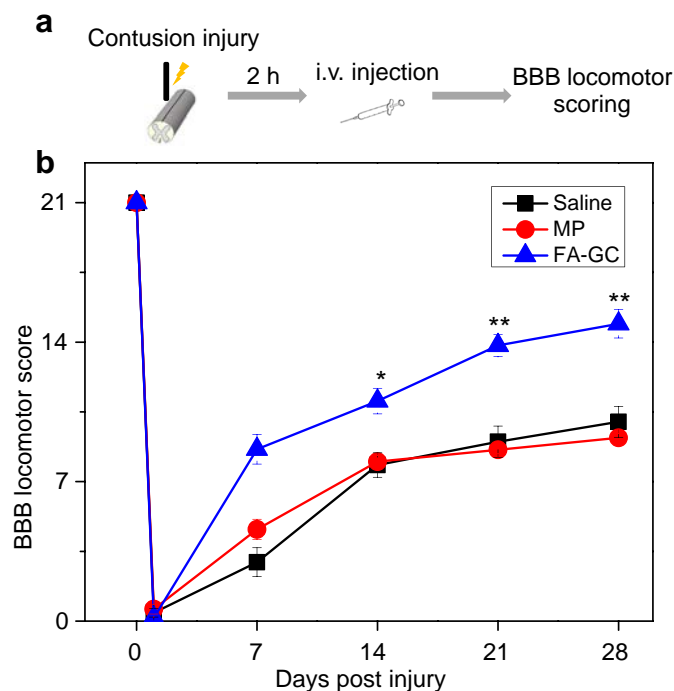 a
Contusion injury
2 h
i.v. injection
BBB locomotor
scoring
b
21
14
7
0
BBB locomotor score
Saline
MP
FA-GC
*
**
**
0 7 14 21 28
Days post injury